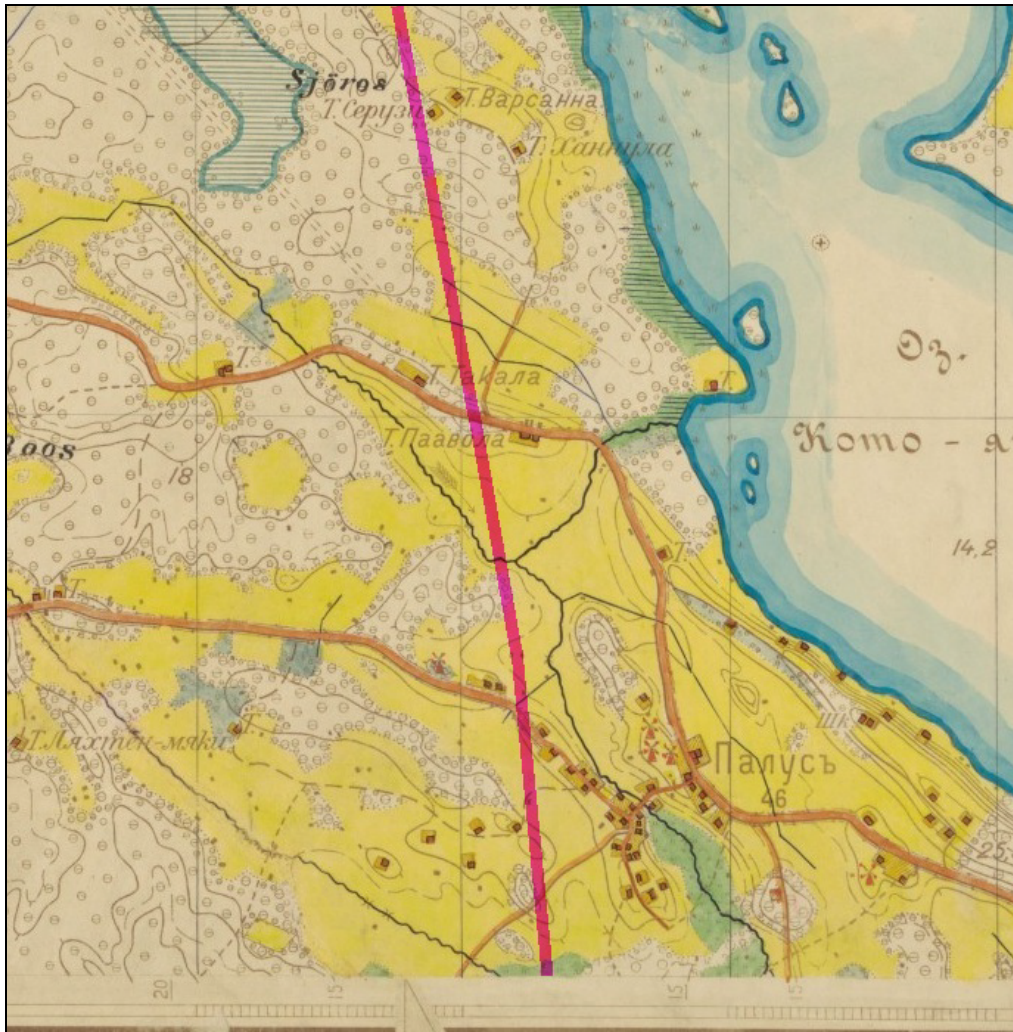 Sjöros
Т. Варсанна
Т. Серузи
Т. Ханнула
Оз.
Т.
Т. Такала
Т.
Т. Паавола
Кото - я
18
14,2
Т.
Т.
Шк.
Т.
Т. Ляхтен-мяки
Палусъ
46
25,
20
15
15
15